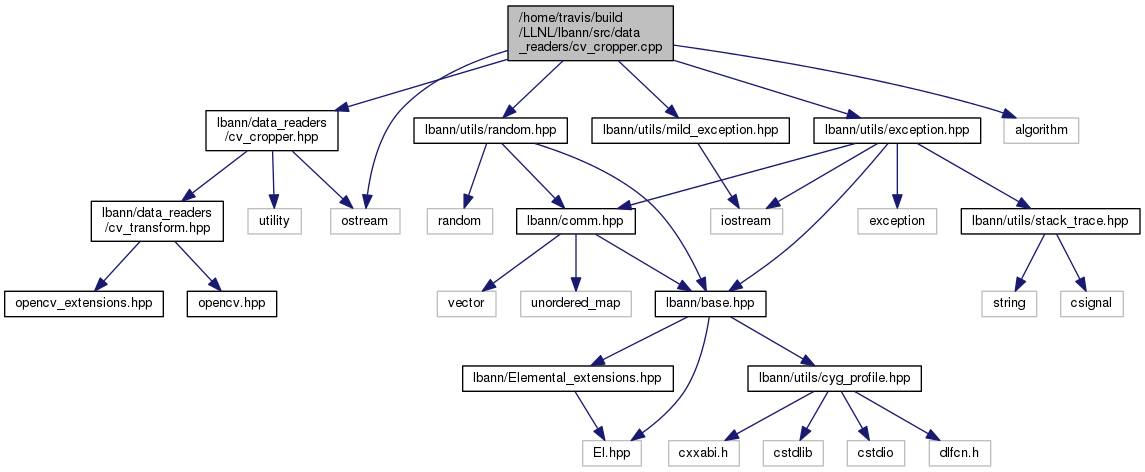 /home/travis/build
/LLNL/lbann/src/data
_readers/cv_cropper.cpp
lbann/data_readers
/cv_cropper.hpp
lbann/utils/random.hpp
lbann/utils/mild_exception.hpp
lbann/utils/exception.hpp
algorithm
lbann/data_readers
/cv_transform.hpp
utility
ostream
random
lbann/comm.hpp
iostream
exception
lbann/utils/stack_trace.hpp
opencv_extensions.hpp
opencv.hpp
vector
unordered_map
lbann/base.hpp
string
csignal
lbann/Elemental_extensions.hpp
lbann/utils/cyg_profile.hpp
El.hpp
cxxabi.h
cstdlib
cstdio
dlfcn.h